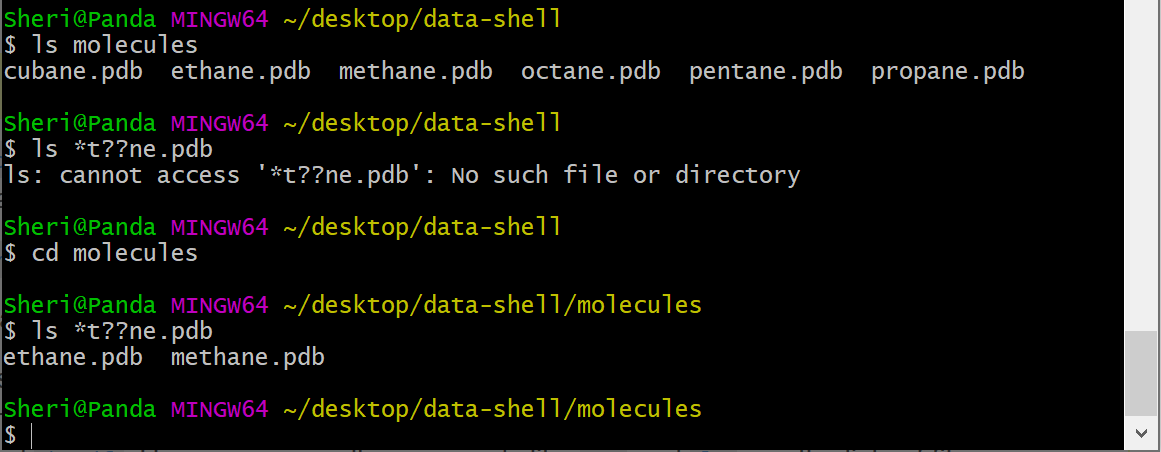 Sheri@Panda MINGW64 ~/desktop/data-shell
$ ls molecules
cubane.pdb  ethane.pdb  methane.pdb  octane.pdb  pentane.pdb  propane.pdb
Sheri@Panda MINGW64 ~/desktop/data-shell
$ ls *t??ne.pdb
ls: cannot access '*t??ne.pdb': No such file or directory
Sheri@Panda MINGW64 ~/desktop/data-shell
$ cd molecules
Sheri@Panda MINGW64 ~/desktop/data-shell/molecules
$ ls *t??ne.pdb
ethane.pdb  methane.pdb
Sheri@Panda MINGW64 ~/desktop/data-shell/molecules
$